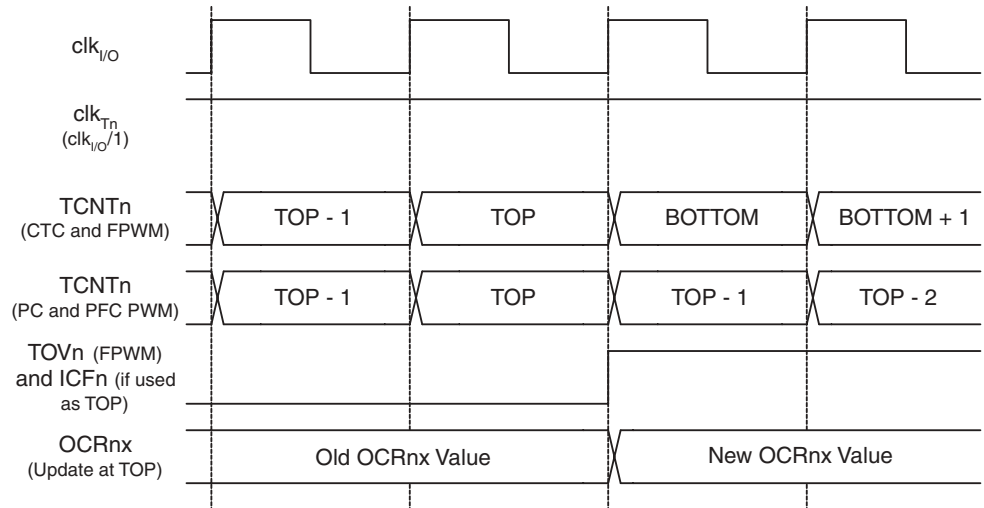 clkI/O
clkTn
(clkI/O/1)
TCNTn
(CTC and FPWM)
TOP - 1 TOP BOTTOM BOTTOM + 1
TCNTn
(PC and PFC PWM)
TOP - 1 TOP TOP - 1 TOP - 2
TOVn (FPWM)
and ICFn (if used
as TOP)
OCRnx
(Update at TOP)
Old OCRnx Value New OCRnx Value